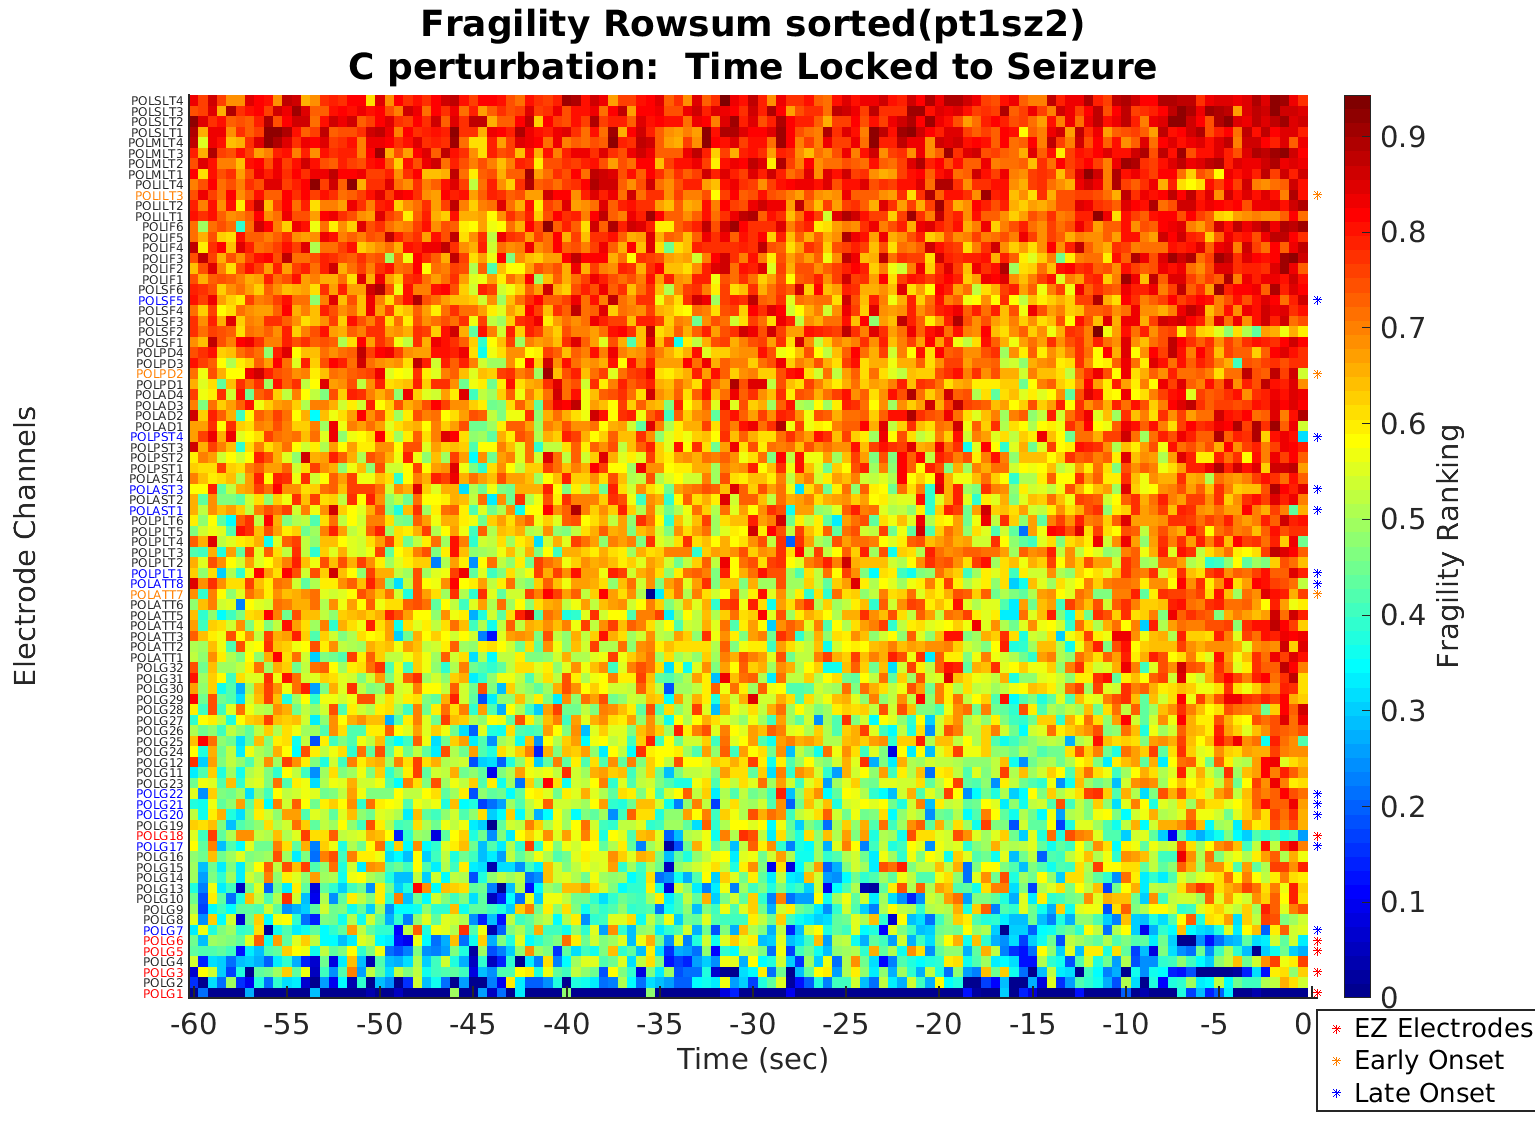 Fragility Rowsum sorted(pt1sz2)
C perturbation:  Time Locked to Seizure
Electrode Channels
POLSLT4
POLSLT3
POLSLT2
POLSLT1
POLMLT4
POLMLT3
POLMLT2
POLMLT1
POLILT4
POLILT3
POLILT2
POLILT1
POLIF6
POLIF5
POLIF4
POLIF3
POLIF2
POLIF1
POLSF6
POLSF5
POLSF4
POLSF3
POLSF2
POLSF1
POLPD4
POLPD3
POLPD2
POLPD1
POLAD4
POLAD3
POLAD2
POLAD1
POLPST4
POLPST3
POLPST2
POLPST1
POLAST4
POLAST3
POLAST2
POLAST1
POLPLT6
POLPLT5
POLPLT4
POLPLT3
POLPLT2
POLPLT1
POLATT8
POLATT7
POLATT6
POLATT5
POLATT4
POLATT3
POLATT2
POLATT1
POLG32
POLG31
POLG30
POLG29
POLG28
POLG27
POLG26
POLG25
POLG24
POLG12
POLG11
POLG23
POLG22
POLG21
POLG20
POLG19
POLG18
POLG17
POLG16
POLG15
POLG14
POLG13
POLG10
POLG9
POLG8
POLG7
POLG6
POLG5
POLG4
POLG3
POLG2
POLG1
-60 -55 -50 -45 -40 -35 -30 -25 -20 -15 -10 -5 0
Time (sec)
0.9
0.8
0.7
0.6
0.5
0.4
0.3
0.2
0.1
0
Fragility Ranking
EZ Electrodes
Early Onset
Late Onset